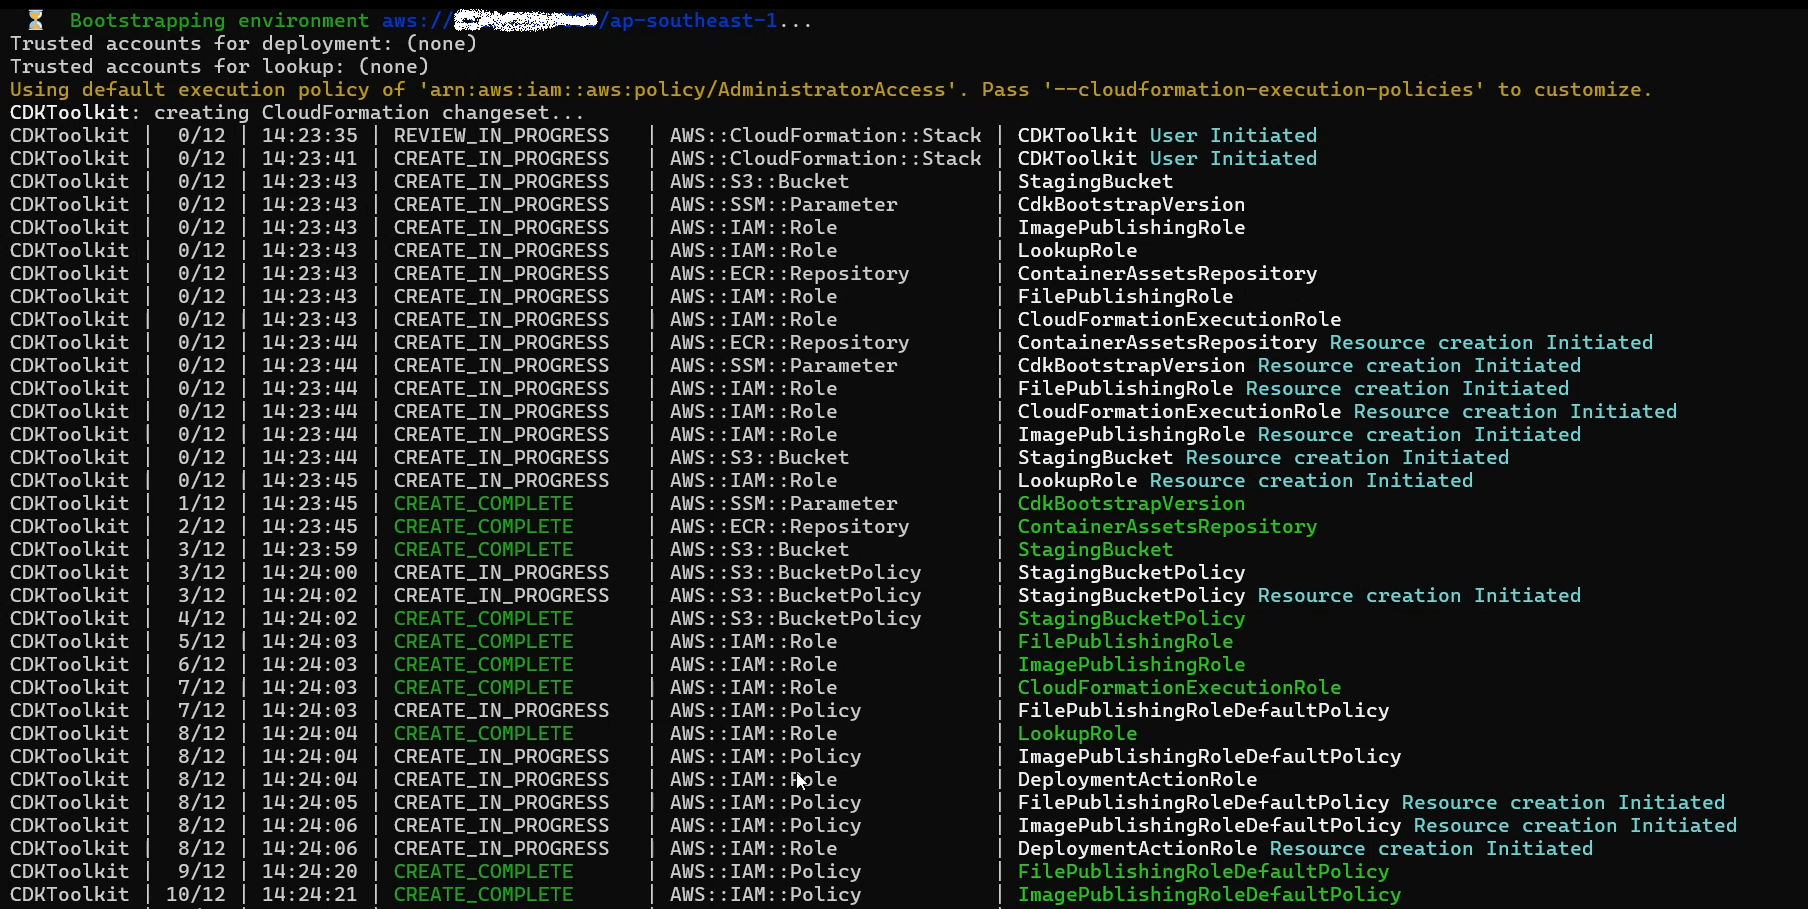 Bootstrapping environment aws:// /ap-southeast-1...
Trusted accounts for deployment: (none)
Trusted accounts for lookup: (none)
Using default execution policy of 'arn:aws:iam::aws:policy/AdministratorAccess'. Pass '--cloudformation-execution-policies' to customize.
CDKToolkit: creating CloudFormation changeset...
CDKToolkit |  0/12 | 14:23:35 | REVIEW_IN_PROGRESS   | AWS::CloudFormation::Stack | CDKToolkit User Initiated
CDKToolkit |  0/12 | 14:23:41 | CREATE_IN_PROGRESS   | AWS::CloudFormation::Stack | CDKToolkit User Initiated
CDKToolkit |  0/12 | 14:23:43 | CREATE_IN_PROGRESS   | AWS::S3::Bucket            | StagingBucket
CDKToolkit |  0/12 | 14:23:43 | CREATE_IN_PROGRESS   | AWS::SSM::Parameter        | CdkBootstrapVersion
CDKToolkit |  0/12 | 14:23:43 | CREATE_IN_PROGRESS   | AWS::IAM::Role             | ImagePublishingRole
CDKToolkit |  0/12 | 14:23:43 | CREATE_IN_PROGRESS   | AWS::IAM::Role             | LookupRole
CDKToolkit |  0/12 | 14:23:43 | CREATE_IN_PROGRESS   | AWS::ECR::Repository       | ContainerAssetsRepository
CDKToolkit |  0/12 | 14:23:43 | CREATE_IN_PROGRESS   | AWS::IAM::Role             | FilePublishingRole
CDKToolkit |  0/12 | 14:23:43 | CREATE_IN_PROGRESS   | AWS::IAM::Role             | CloudFormationExecutionRole
CDKToolkit |  0/12 | 14:23:44 | CREATE_IN_PROGRESS   | AWS::ECR::Repository       | ContainerAssetsRepository Resource creation Initiated
CDKToolkit |  0/12 | 14:23:44 | CREATE_IN_PROGRESS   | AWS::SSM::Parameter        | CdkBootstrapVersion Resource creation Initiated
CDKToolkit |  0/12 | 14:23:44 | CREATE_IN_PROGRESS   | AWS::IAM::Role             | FilePublishingRole Resource creation Initiated
CDKToolkit |  0/12 | 14:23:44 | CREATE_IN_PROGRESS   | AWS::IAM::Role             | CloudFormationExecutionRole Resource creation Initiated
CDKToolkit |  0/12 | 14:23:44 | CREATE_IN_PROGRESS   | AWS::IAM::Role             | ImagePublishingRole Resource creation Initiated
CDKToolkit |  0/12 | 14:23:44 | CREATE_IN_PROGRESS   | AWS::S3::Bucket            | StagingBucket Resource creation Initiated
CDKToolkit |  0/12 | 14:23:45 | CREATE_IN_PROGRESS   | AWS::IAM::Role             | LookupRole Resource creation Initiated
CDKToolkit |  1/12 | 14:23:45 | CREATE_COMPLETE      | AWS::SSM::Parameter        | CdkBootstrapVersion
CDKToolkit |  2/12 | 14:23:45 | CREATE_COMPLETE      | AWS::ECR::Repository       | ContainerAssetsRepository
CDKToolkit |  3/12 | 14:23:59 | CREATE_COMPLETE      | AWS::S3::Bucket            | StagingBucket
CDKToolkit |  3/12 | 14:24:00 | CREATE_IN_PROGRESS   | AWS::S3::BucketPolicy      | StagingBucketPolicy
CDKToolkit |  3/12 | 14:24:02 | CREATE_IN_PROGRESS   | AWS::S3::BucketPolicy      | StagingBucketPolicy Resource creation Initiated
CDKToolkit |  4/12 | 14:24:02 | CREATE_COMPLETE      | AWS::S3::BucketPolicy      | StagingBucketPolicy
CDKToolkit |  5/12 | 14:24:03 | CREATE_COMPLETE      | AWS::IAM::Role             | FilePublishingRole
CDKToolkit |  6/12 | 14:24:03 | CREATE_COMPLETE      | AWS::IAM::Role             | ImagePublishingRole
CDKToolkit |  7/12 | 14:24:03 | CREATE_COMPLETE      | AWS::IAM::Role             | CloudFormationExecutionRole
CDKToolkit |  7/12 | 14:24:03 | CREATE_IN_PROGRESS   | AWS::IAM::Policy           | FilePublishingRoleDefaultPolicy
CDKToolkit |  8/12 | 14:24:04 | CREATE_COMPLETE      | AWS::IAM::Role             | LookupRole
CDKToolkit |  8/12 | 14:24:04 | CREATE_IN_PROGRESS   | AWS::IAM::Policy           | ImagePublishingRoleDefaultPolicy
CDKToolkit |  8/12 | 14:24:04 | CREATE_IN_PROGRESS   | AWS::IAM::Role             | DeploymentActionRole
CDKToolkit |  8/12 | 14:24:05 | CREATE_IN_PROGRESS   | AWS::IAM::Policy           | FilePublishingRoleDefaultPolicy Resource creation Initiated
CDKToolkit |  8/12 | 14:24:06 | CREATE_IN_PROGRESS   | AWS::IAM::Policy           | ImagePublishingRoleDefaultPolicy Resource creation Initiated
CDKToolkit |  8/12 | 14:24:06 | CREATE_IN_PROGRESS   | AWS::IAM::Role             | DeploymentActionRole Resource creation Initiated
CDKToolkit |  9/12 | 14:24:20 | CREATE_COMPLETE      | AWS::IAM::Policy           | FilePublishingRoleDefaultPolicy
CDKToolkit | 10/12 | 14:24:21 | CREATE_COMPLETE      | AWS::IAM::Policy           | ImagePublishingRoleDefaultPolicy